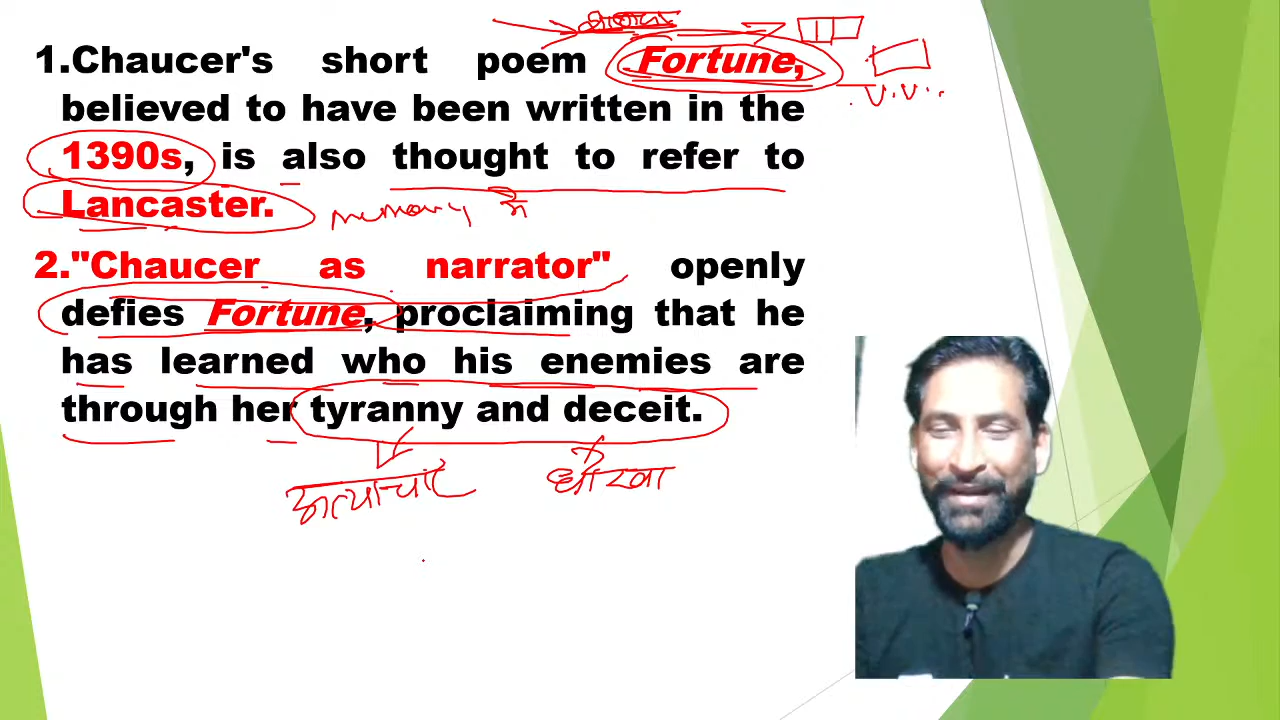 1.Chaucer's short poem Fortune,
V.V..
believed to have been written in the
1390s, is also thought to refer to
Lancaster. memory में
2."Chaucer as narrator" openly
defies Fortune, proclaiming that he
has learned who his enemies are
through her tyranny and deceit.
अत्याचार धोखा